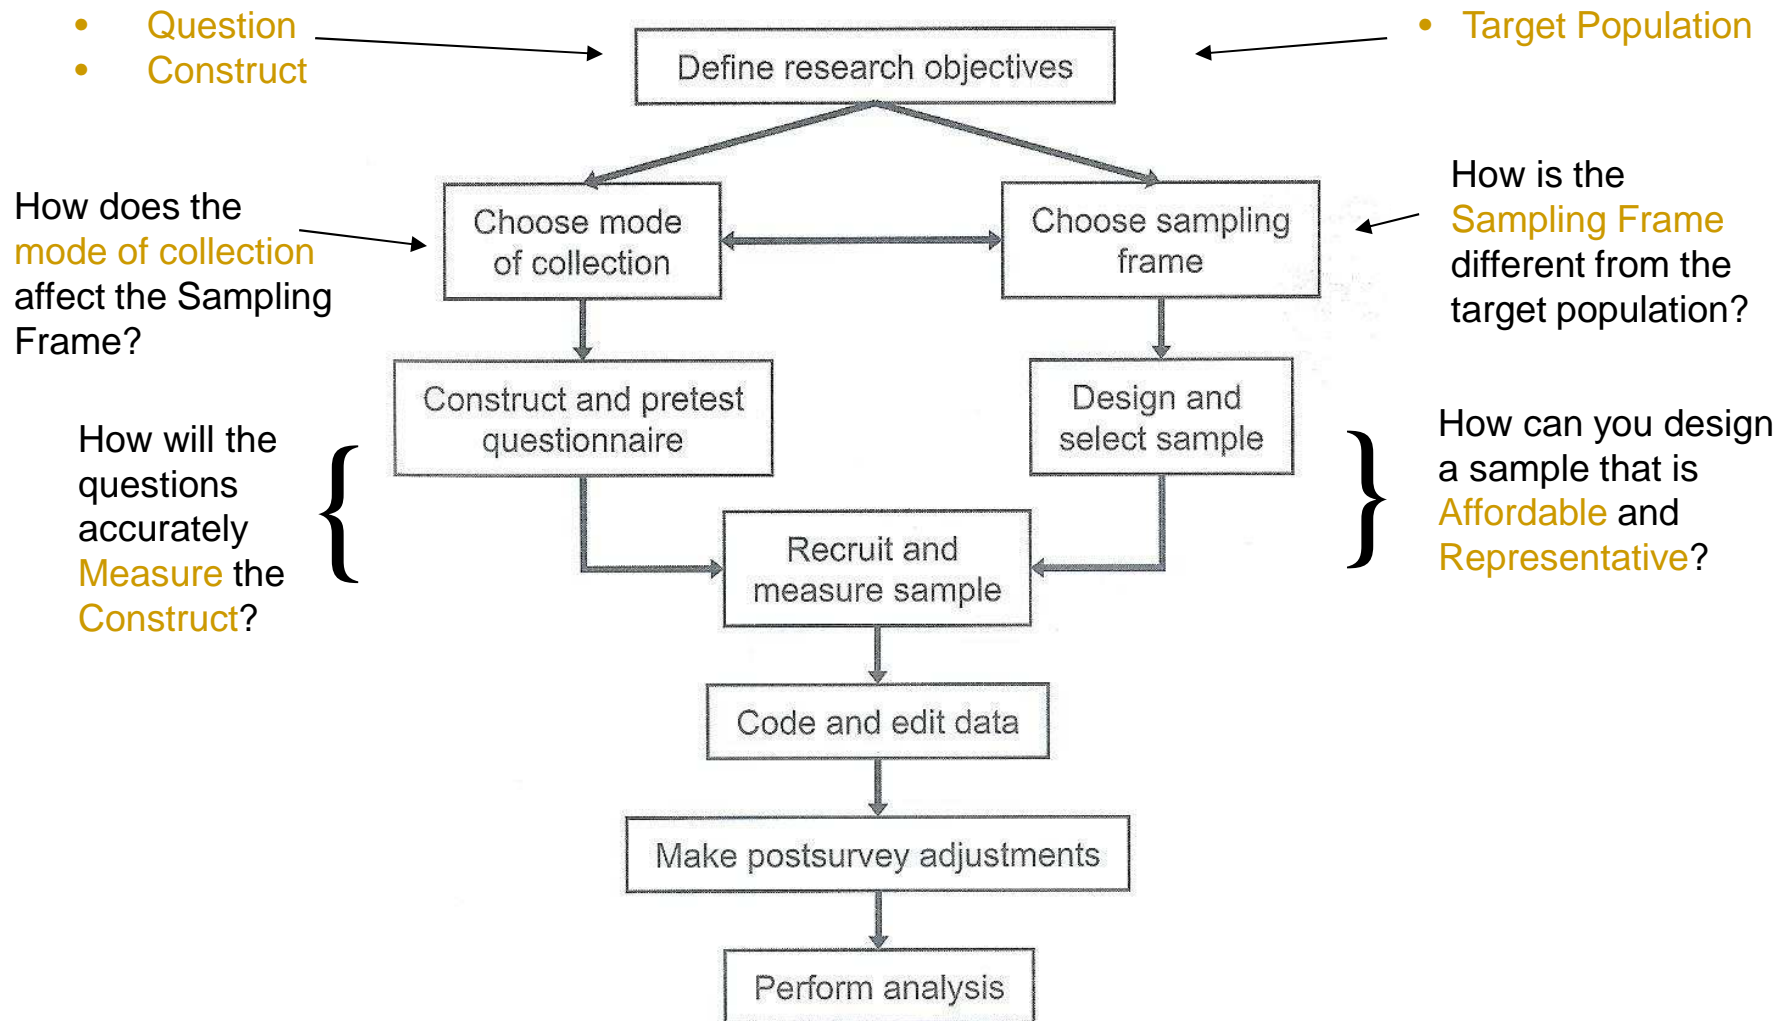 • Question
• Construct
• Target Population
Define research objectives
How does the
mode of collection
affect the Sampling
Frame?
Choose mode
of collection
Choose sampling
frame
How is the
Sampling Frame
different from the
target population?
How will the
questions
accurately
Measure the
Construct?
{
Construct and pretest
questionnaire
Design and
select sample
}
How can you design
a sample that is
Affordable and
Representative?
Recruit and
measure sample
Code and edit data
Make postsurvey adjustments
Perform analysis